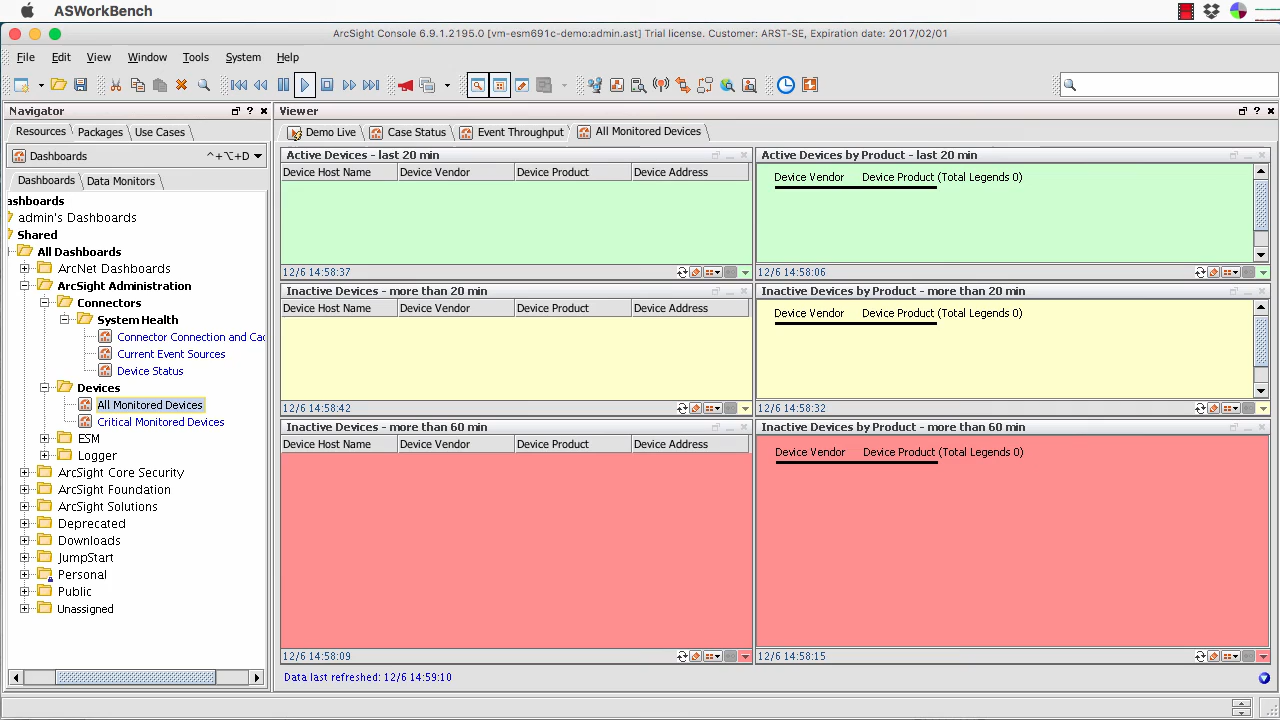 ASWorkBench
ArcSight Console 6.9.1.2195.0 [vm-esm691c-demo:admin.ast] Trial license. Customer: ARST-SE, Expiration date: 2017/02/01
File Edit View Window Tools System Help
Navigator
Resources Packages Use Cases
Dashboards ^+⌥+D
Dashboards Data Monitors
ashboards
admin's Dashboards
Shared
All Dashboards
ArcNet Dashboards
ArcSight Administration
Connectors
System Health
Connector Connection and Cac
Current Event Sources
Device Status
Devices
All Monitored Devices
Critical Monitored Devices
ESM
Logger
ArcSight Core Security
ArcSight Foundation
ArcSight Solutions
Deprecated
Downloads
JumpStart
Personal
Public
Unassigned
Viewer
Demo Live Case Status Event Throughput All Monitored Devices
Active Devices - last 20 min
Device Host Name Device Vendor Device Product Device Address
12/6 14:58:37
Active Devices by Product - last 20 min
Device Vendor Device Product (Total Legends 0)
12/6 14:58:06
Inactive Devices - more than 20 min
Device Host Name Device Vendor Device Product Device Address
12/6 14:58:42
Inactive Devices by Product - more than 20 min
Device Vendor Device Product (Total Legends 0)
12/6 14:58:32
Inactive Devices - more than 60 min
Device Host Name Device Vendor Device Product Device Address
12/6 14:58:09
Inactive Devices by Product - more than 60 min
Device Vendor Device Product (Total Legends 0)
12/6 14:58:15
Data last refreshed: 12/6 14:59:10